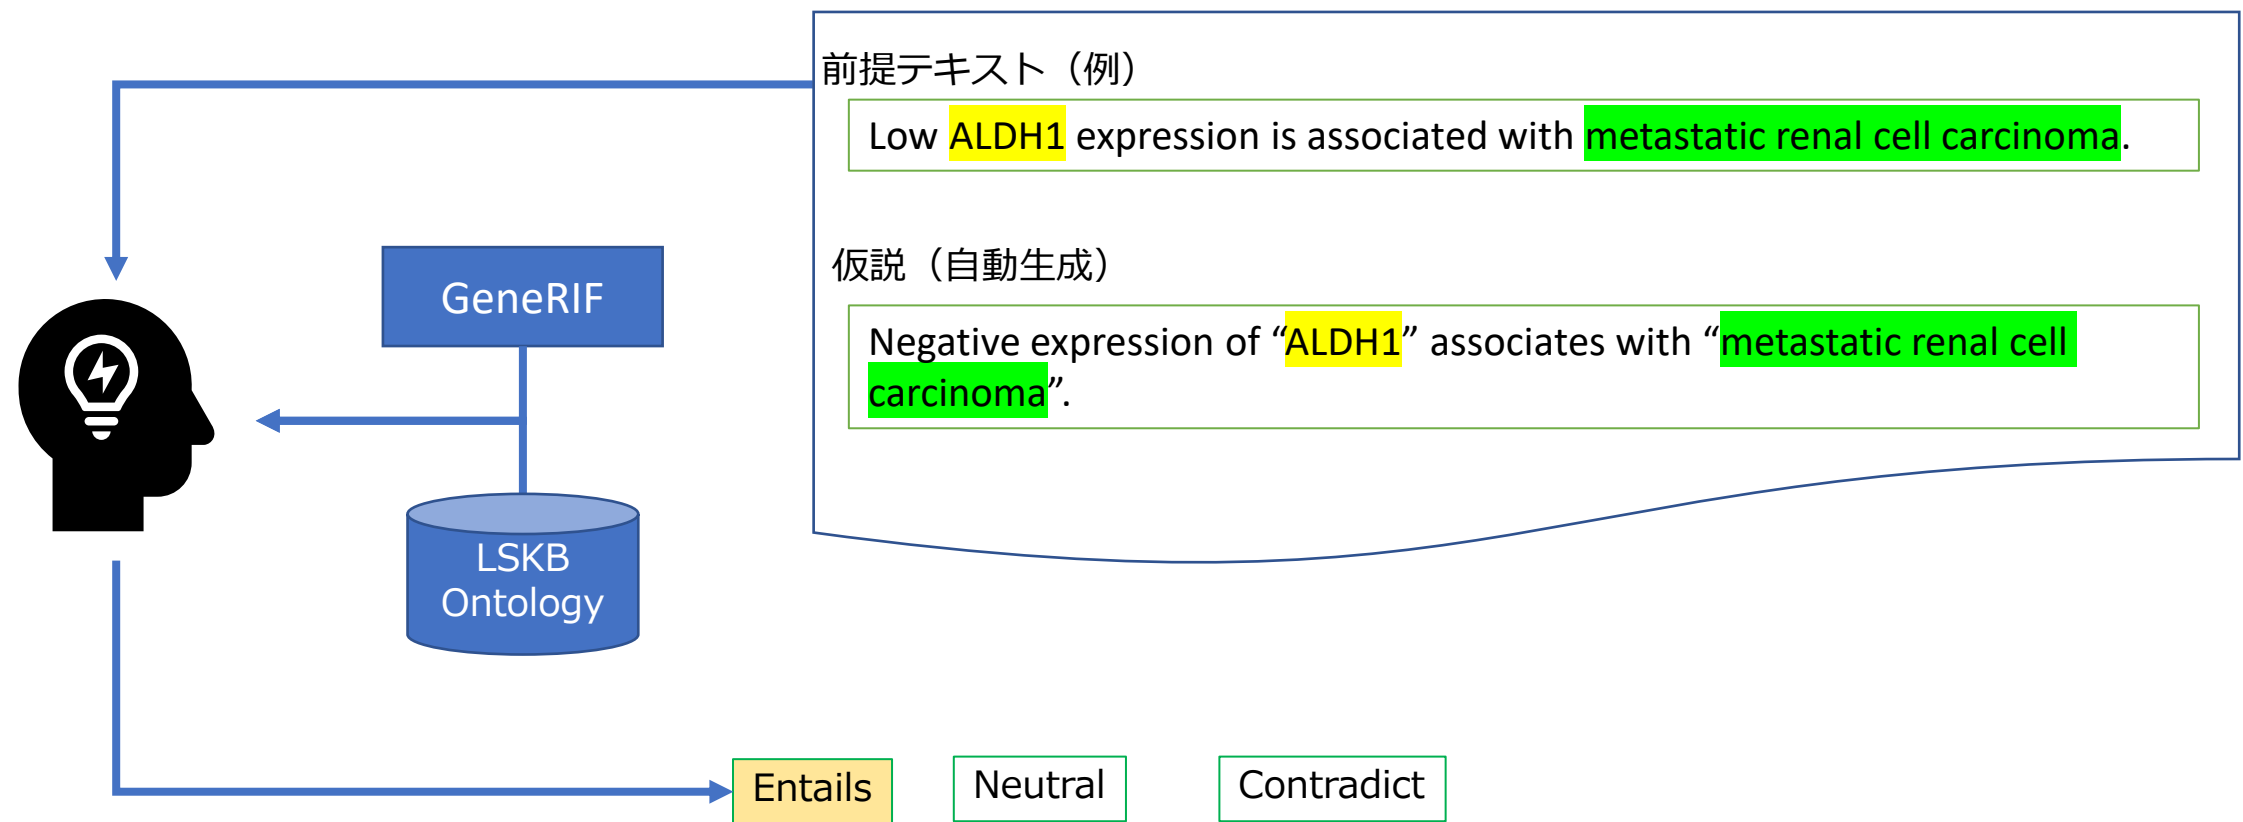 前提テキスト（例）
Low ALDH1 expression is associated with metastatic renal cell carcinoma.
仮説（自動生成）
Negative expression of “ALDH1” associates with “metastatic renal cell
carcinoma”.
GeneRIF
LSKB
Ontology
Entails
Neutral
Contradict